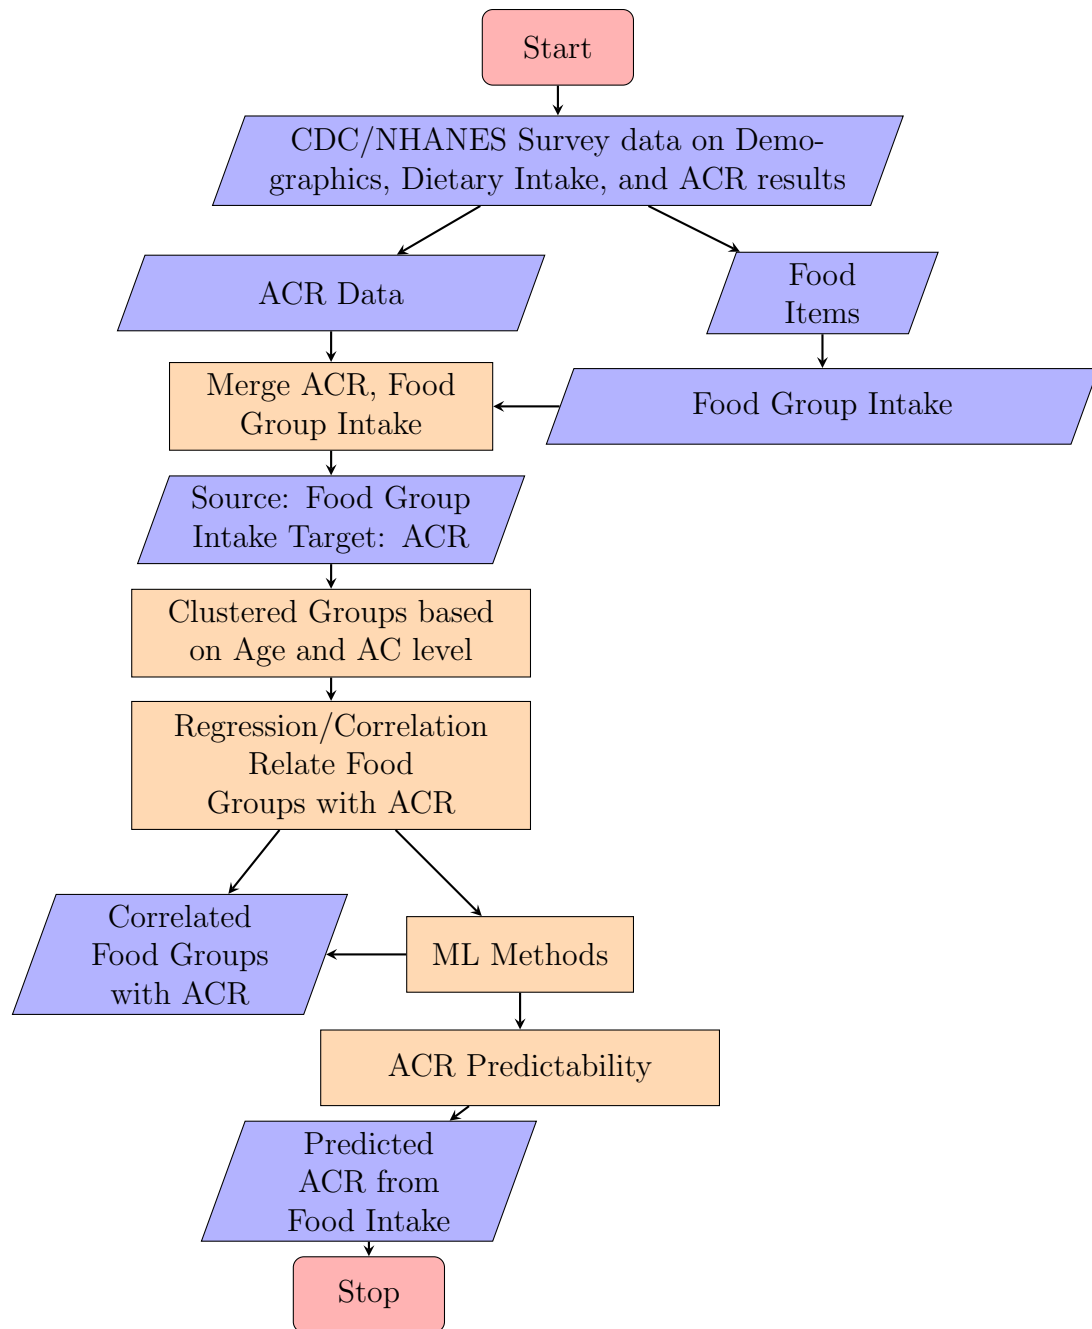 Start
CDC/NHANES Survey data on Demo-
graphics, Dietary Intake, and ACR results
ACR Data
Food
Items
Merge ACR, Food
Group Intake
Food Group Intake
Source: Food Group
Intake Target: ACR
Clustered Groups based
on Age and AC level
Regression/Correlation
Relate Food
Groups with ACR
Correlated
Food Groups
with ACR
ML Methods
ACR Predictability
Predicted
ACR from
Food Intake
Stop